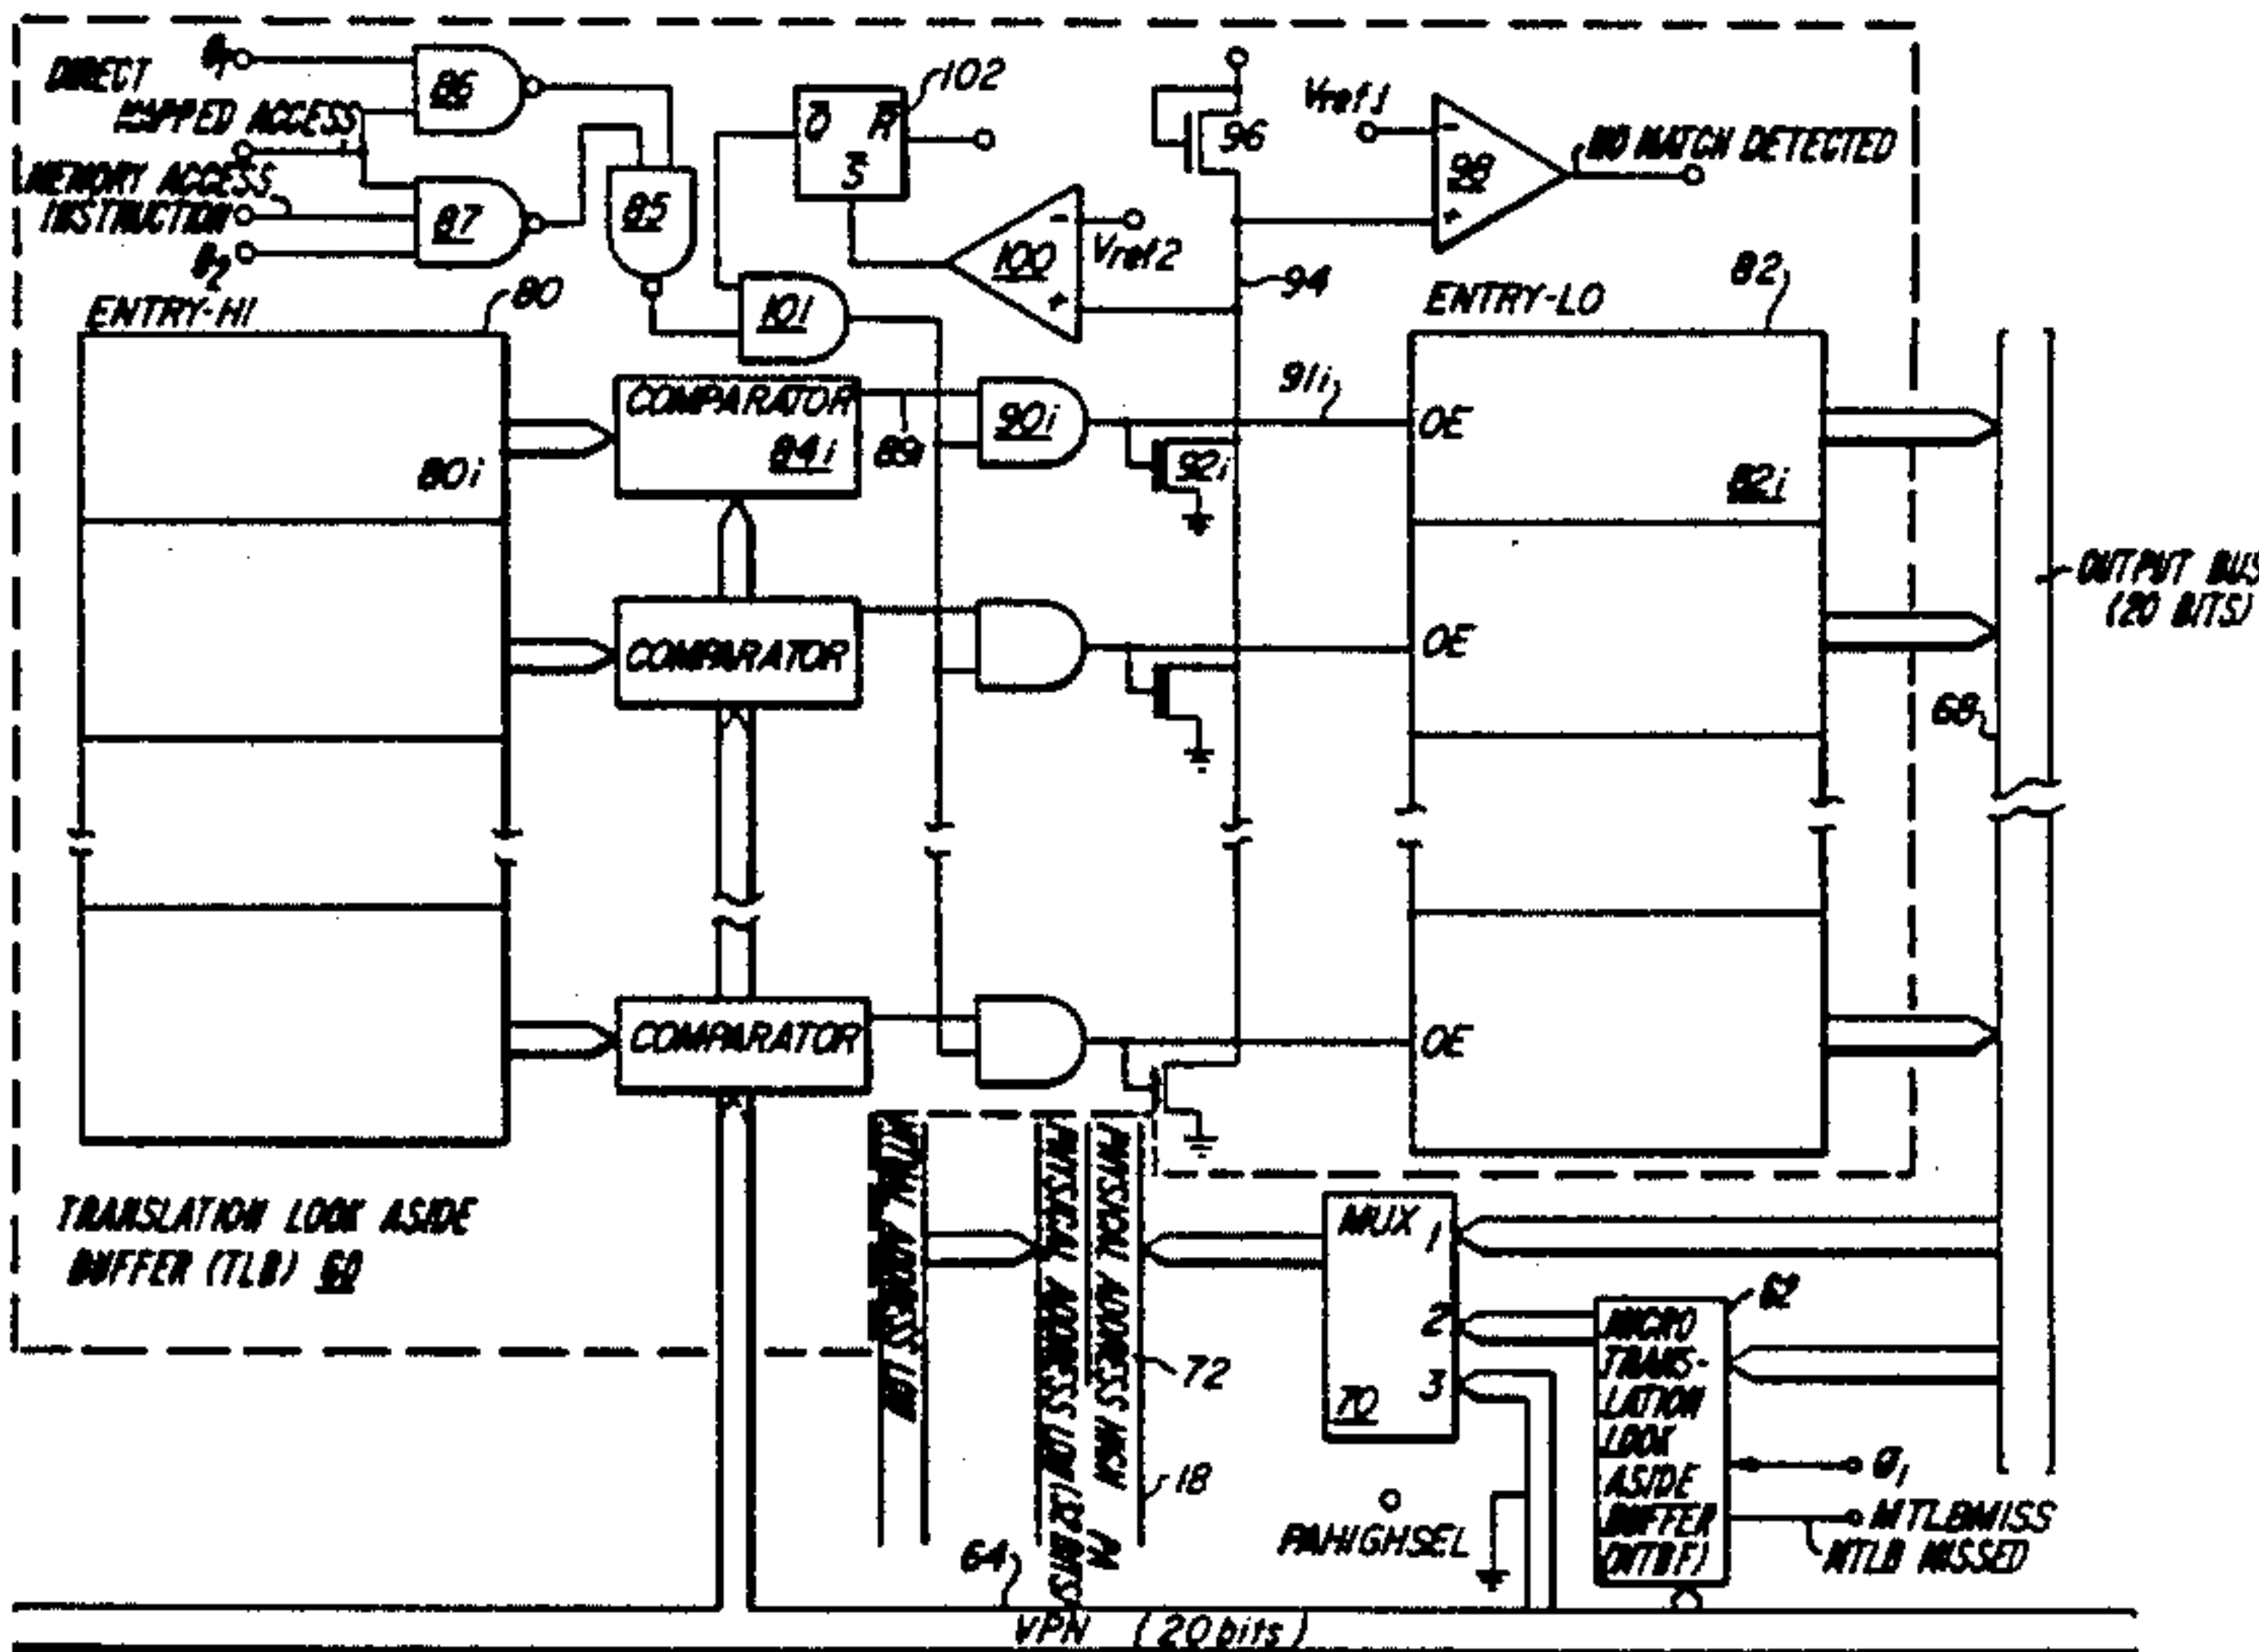 DIRECT
MAPPED ACCESS
MEMORY ACCESS
INSTRUCTION
86
87
85
102
Q̅ R̅
S̅
101
100
Vref2
96
94
Vref1
98
NO MATCH DETECTED
ENTRY-HI
80
ENTRY-LO
82
COMPARATOR
84i
89i
90i
91i
92i
OE
80i
82i
COMPARATOR
OE
OUTPUT BUS
(20 BITS)
68
COMPARATOR
OE
TRANSLATION LOOK ASIDE
BUFFER (TLB) 60
PHYSICAL ADDRESS LOW
PHYSICAL ADDRESS HIGH
72
18
MUX 1
2
3
70
62
MICRO
TRANS-
LATION
LOOK
ASIDE
BUFFER
Ø1
MTLBMISS
MTLB MISSED
PAHIGHSEL
64
VPN (20 bits)